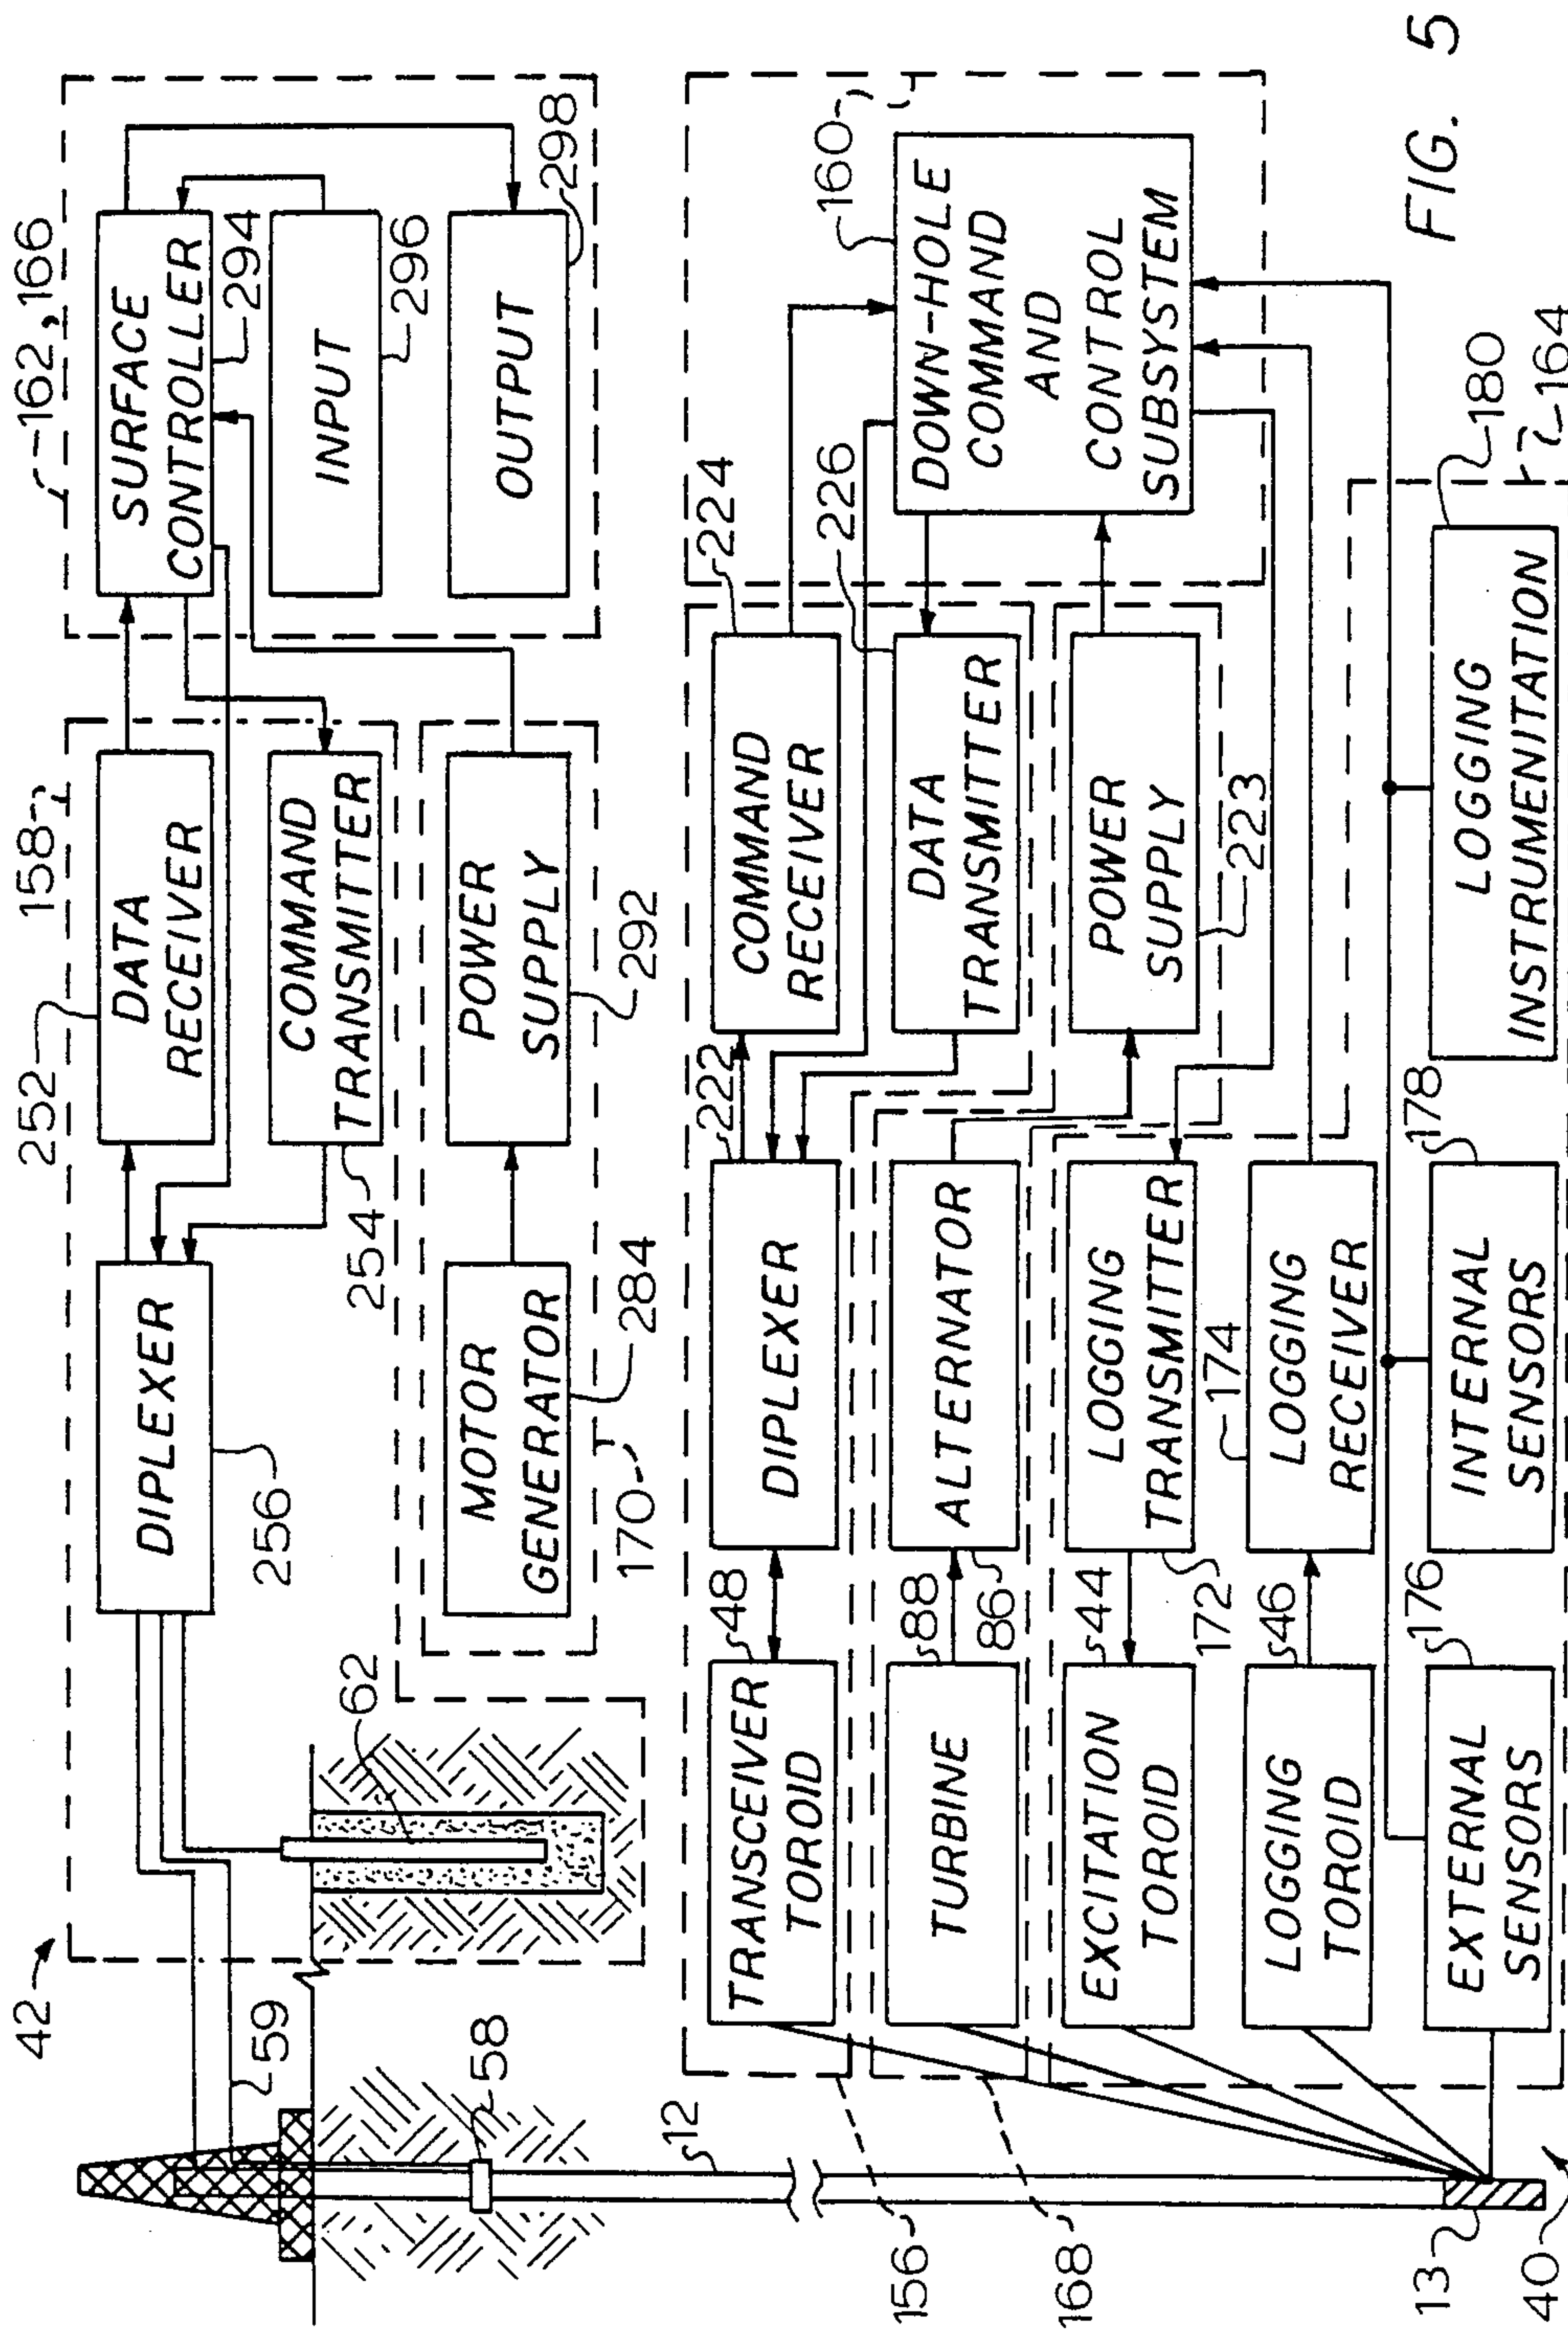 42
252
158
162, 166
DATA
RECEIVER
SURFACE
CONTROLLER
294
DIPLEXER
256
COMMAND
TRANSMITTER
254
INPUT
296
59
62
MOTOR
GENERATOR
284
170
POWER
SUPPLY
292
OUTPUT
298
58
12
TRANSCEIVER
TOROID
48
DIPLEXER
222
COMMAND
RECEIVER
224
160
156
TURBINE
88
ALTERNATOR
86
DATA
TRANSMITTER
226
DOWN-HOLE
COMMAND
AND
CONTROL
SUBSYSTEM
168
EXCITATION
TOROID
44
LOGGING
TRANSMITTER
172
POWER
SUPPLY
223
LOGGING
TOROID
46
LOGGING
RECEIVER
174
13
40
EXTERNAL
SENSORS
176
INTERNAL
SENSORS
178
LOGGING
INSTRUMENITATION
180
164
FIG. 5